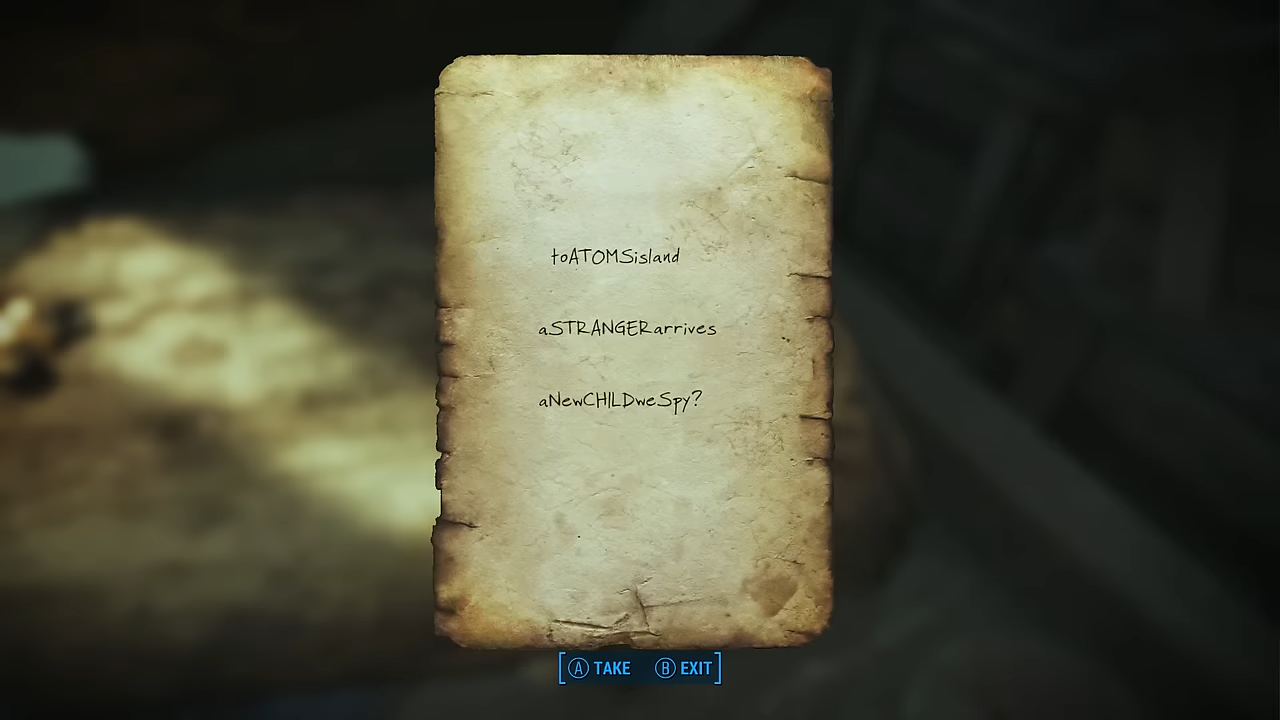 toATOMSisland
aSTRANGERarrives
aNewCHILDweSpy?
A TAKE B EXIT